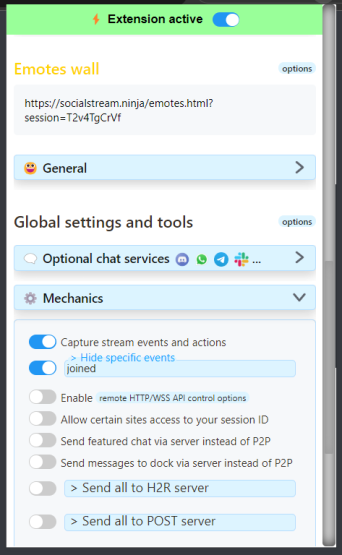 Extension active
Emotes wall
options
https://socialstream.ninja/emotes.html?
session=T2v4TgCrVf
General
Global settings and tools
options
Optional chat services ...
Mechanics
Capture stream events and actions
> Hide specific events
joined
Enable remote HTTP/WSS API control options
Allow certain sites access to your session ID
Send featured chat via server instead of P2P
Send messages to dock via server instead of P2P
> Send all to H2R server
> Send all to POST server